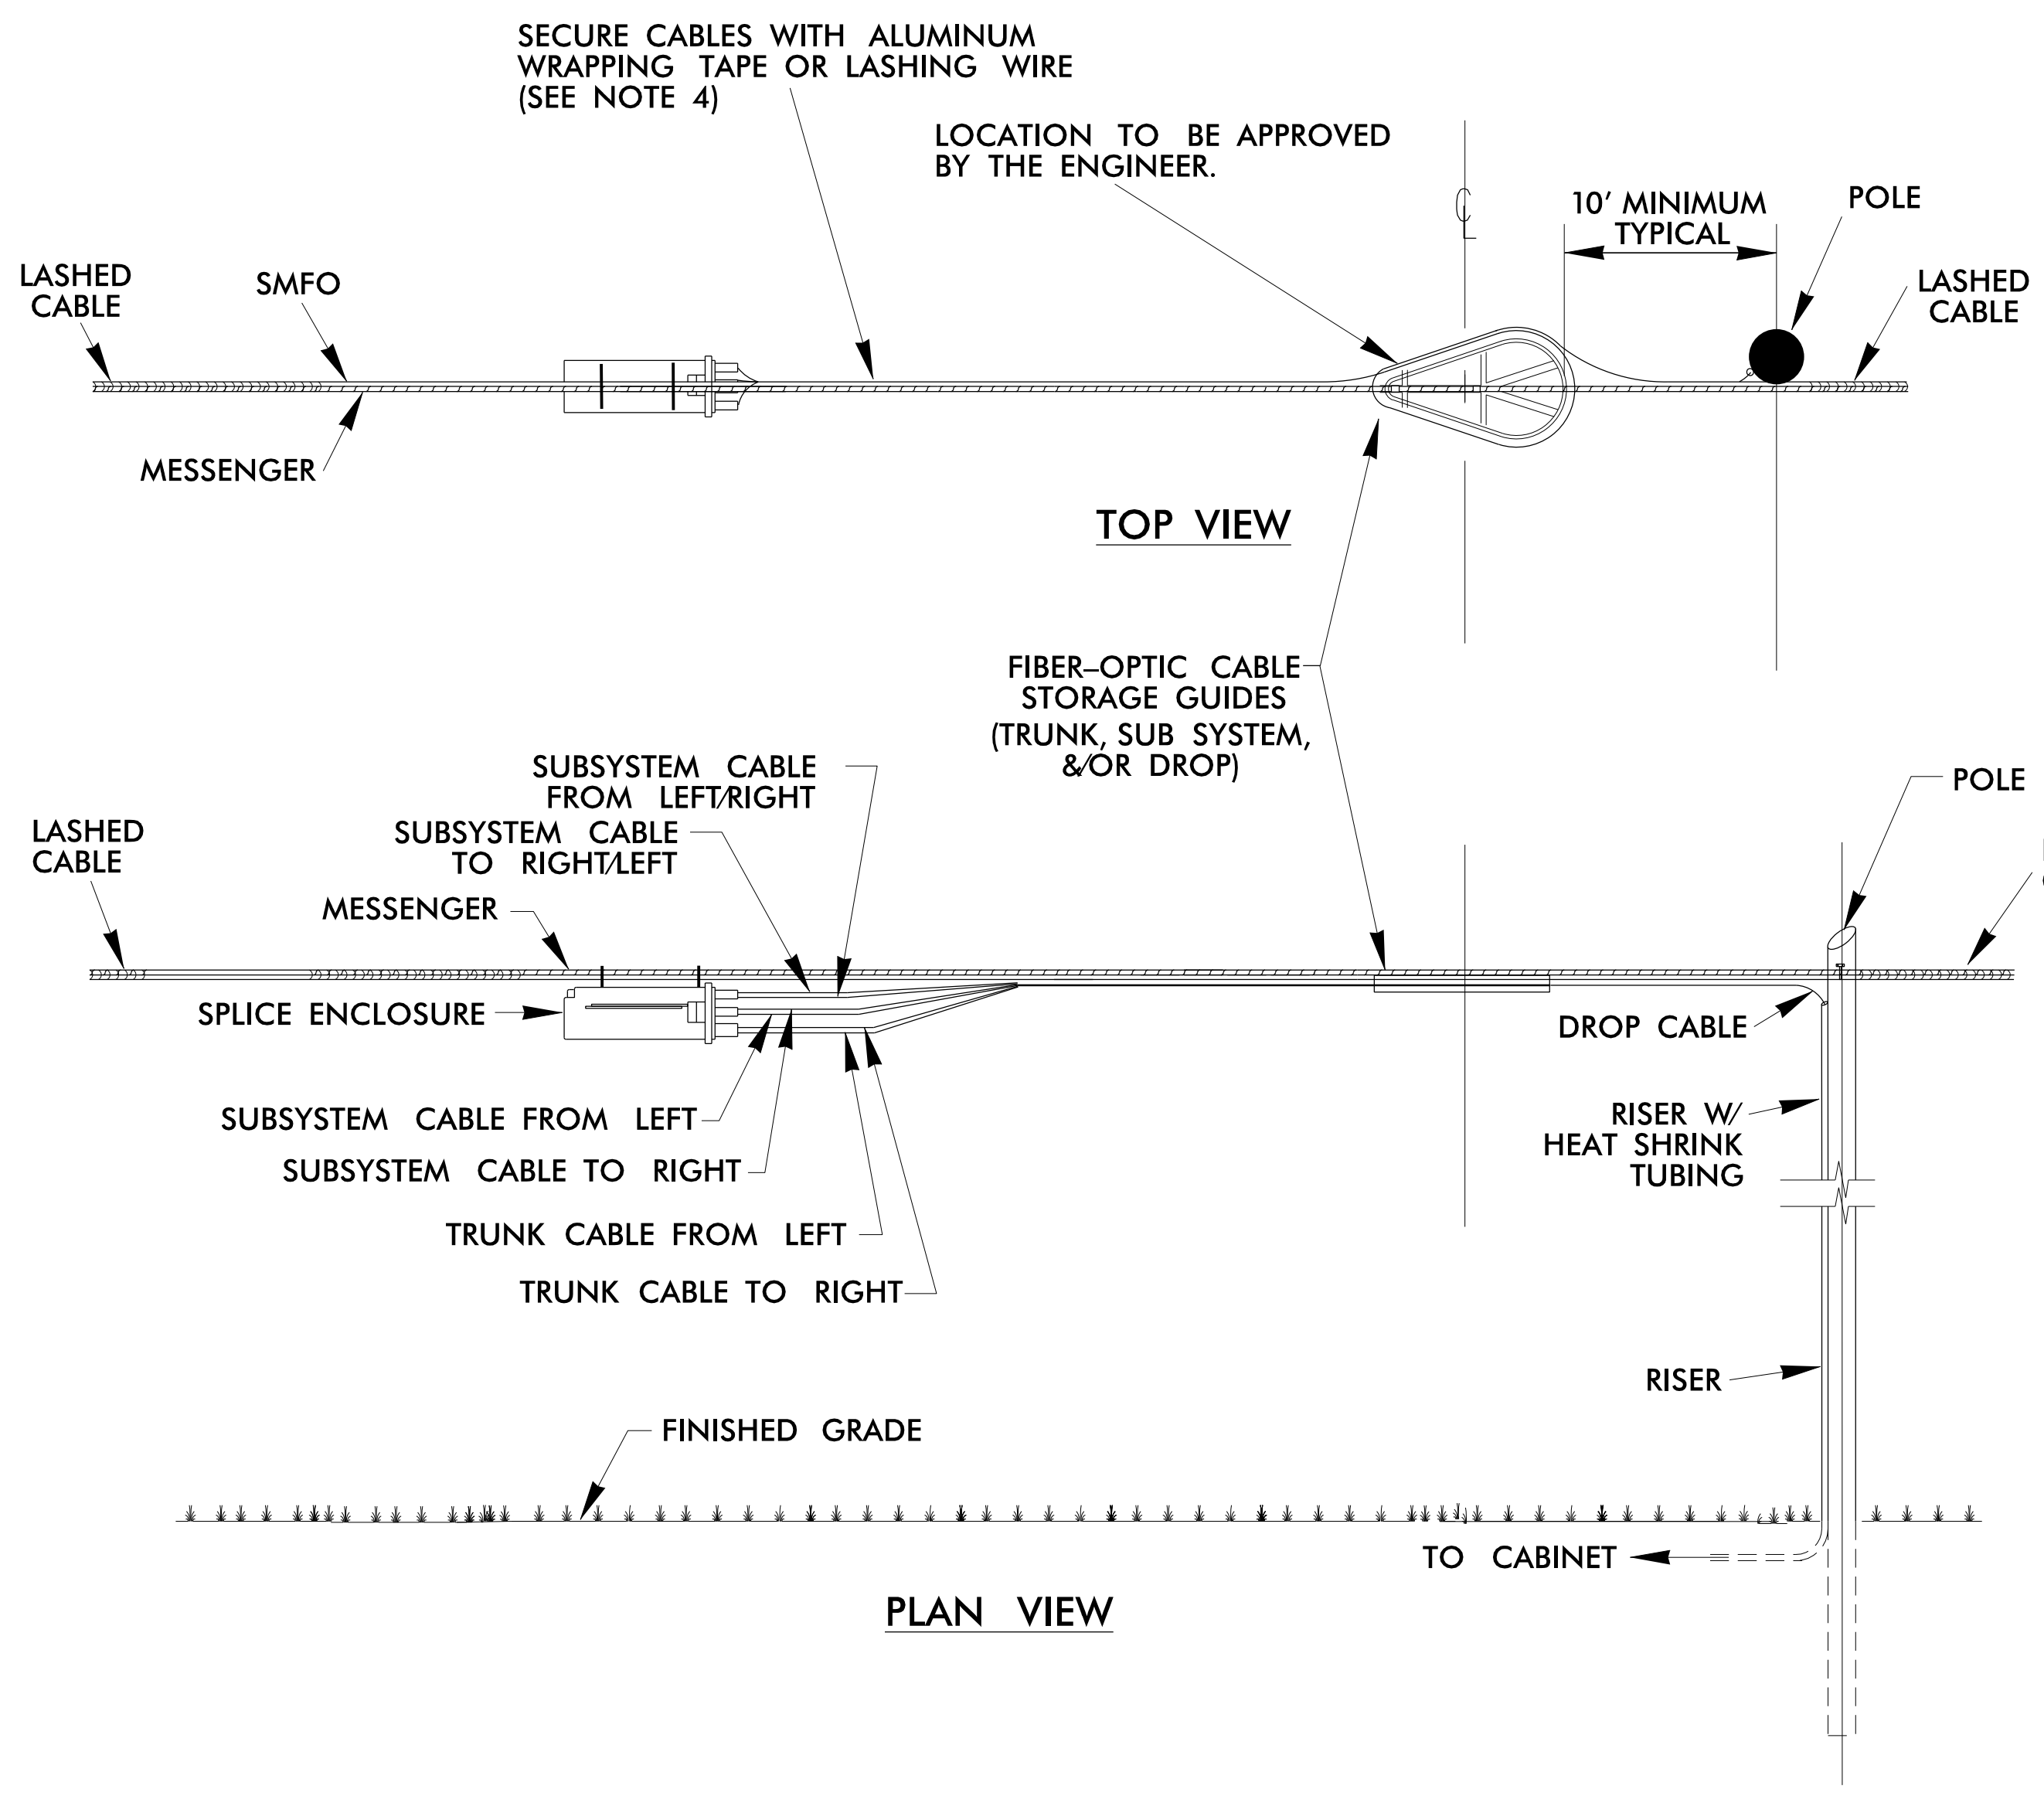 SECURE CABLES WITH ALUMINUM
WRAPPING TAPE OR LASHING WIRE
(SEE NOTE 4)
LOCATION TO BE APPROVED
BY THE ENGINEER.
℄
10' MINIMUM
TYPICAL
POLE
LASHED
CABLE
SMFO
LASHED
CABLE
MESSENGER
TOP VIEW
FIBER-OPTIC CABLE
STORAGE GUIDES
(TRUNK, SUB SYSTEM,
&/OR DROP)
SUBSYSTEM CABLE
FROM LEFT/RIGHT
SUBSYSTEM CABLE
TO RIGHT/LEFT
POLE
LASHED
CABLE
MESSENGER
SPLICE ENCLOSURE
DROP CABLE
SUBSYSTEM CABLE FROM LEFT
SUBSYSTEM CABLE TO RIGHT
RISER W/
HEAT SHRINK
TUBING
TRUNK CABLE FROM LEFT
TRUNK CABLE TO RIGHT
RISER
FINISHED GRADE
TO CABINET
PLAN VIEW